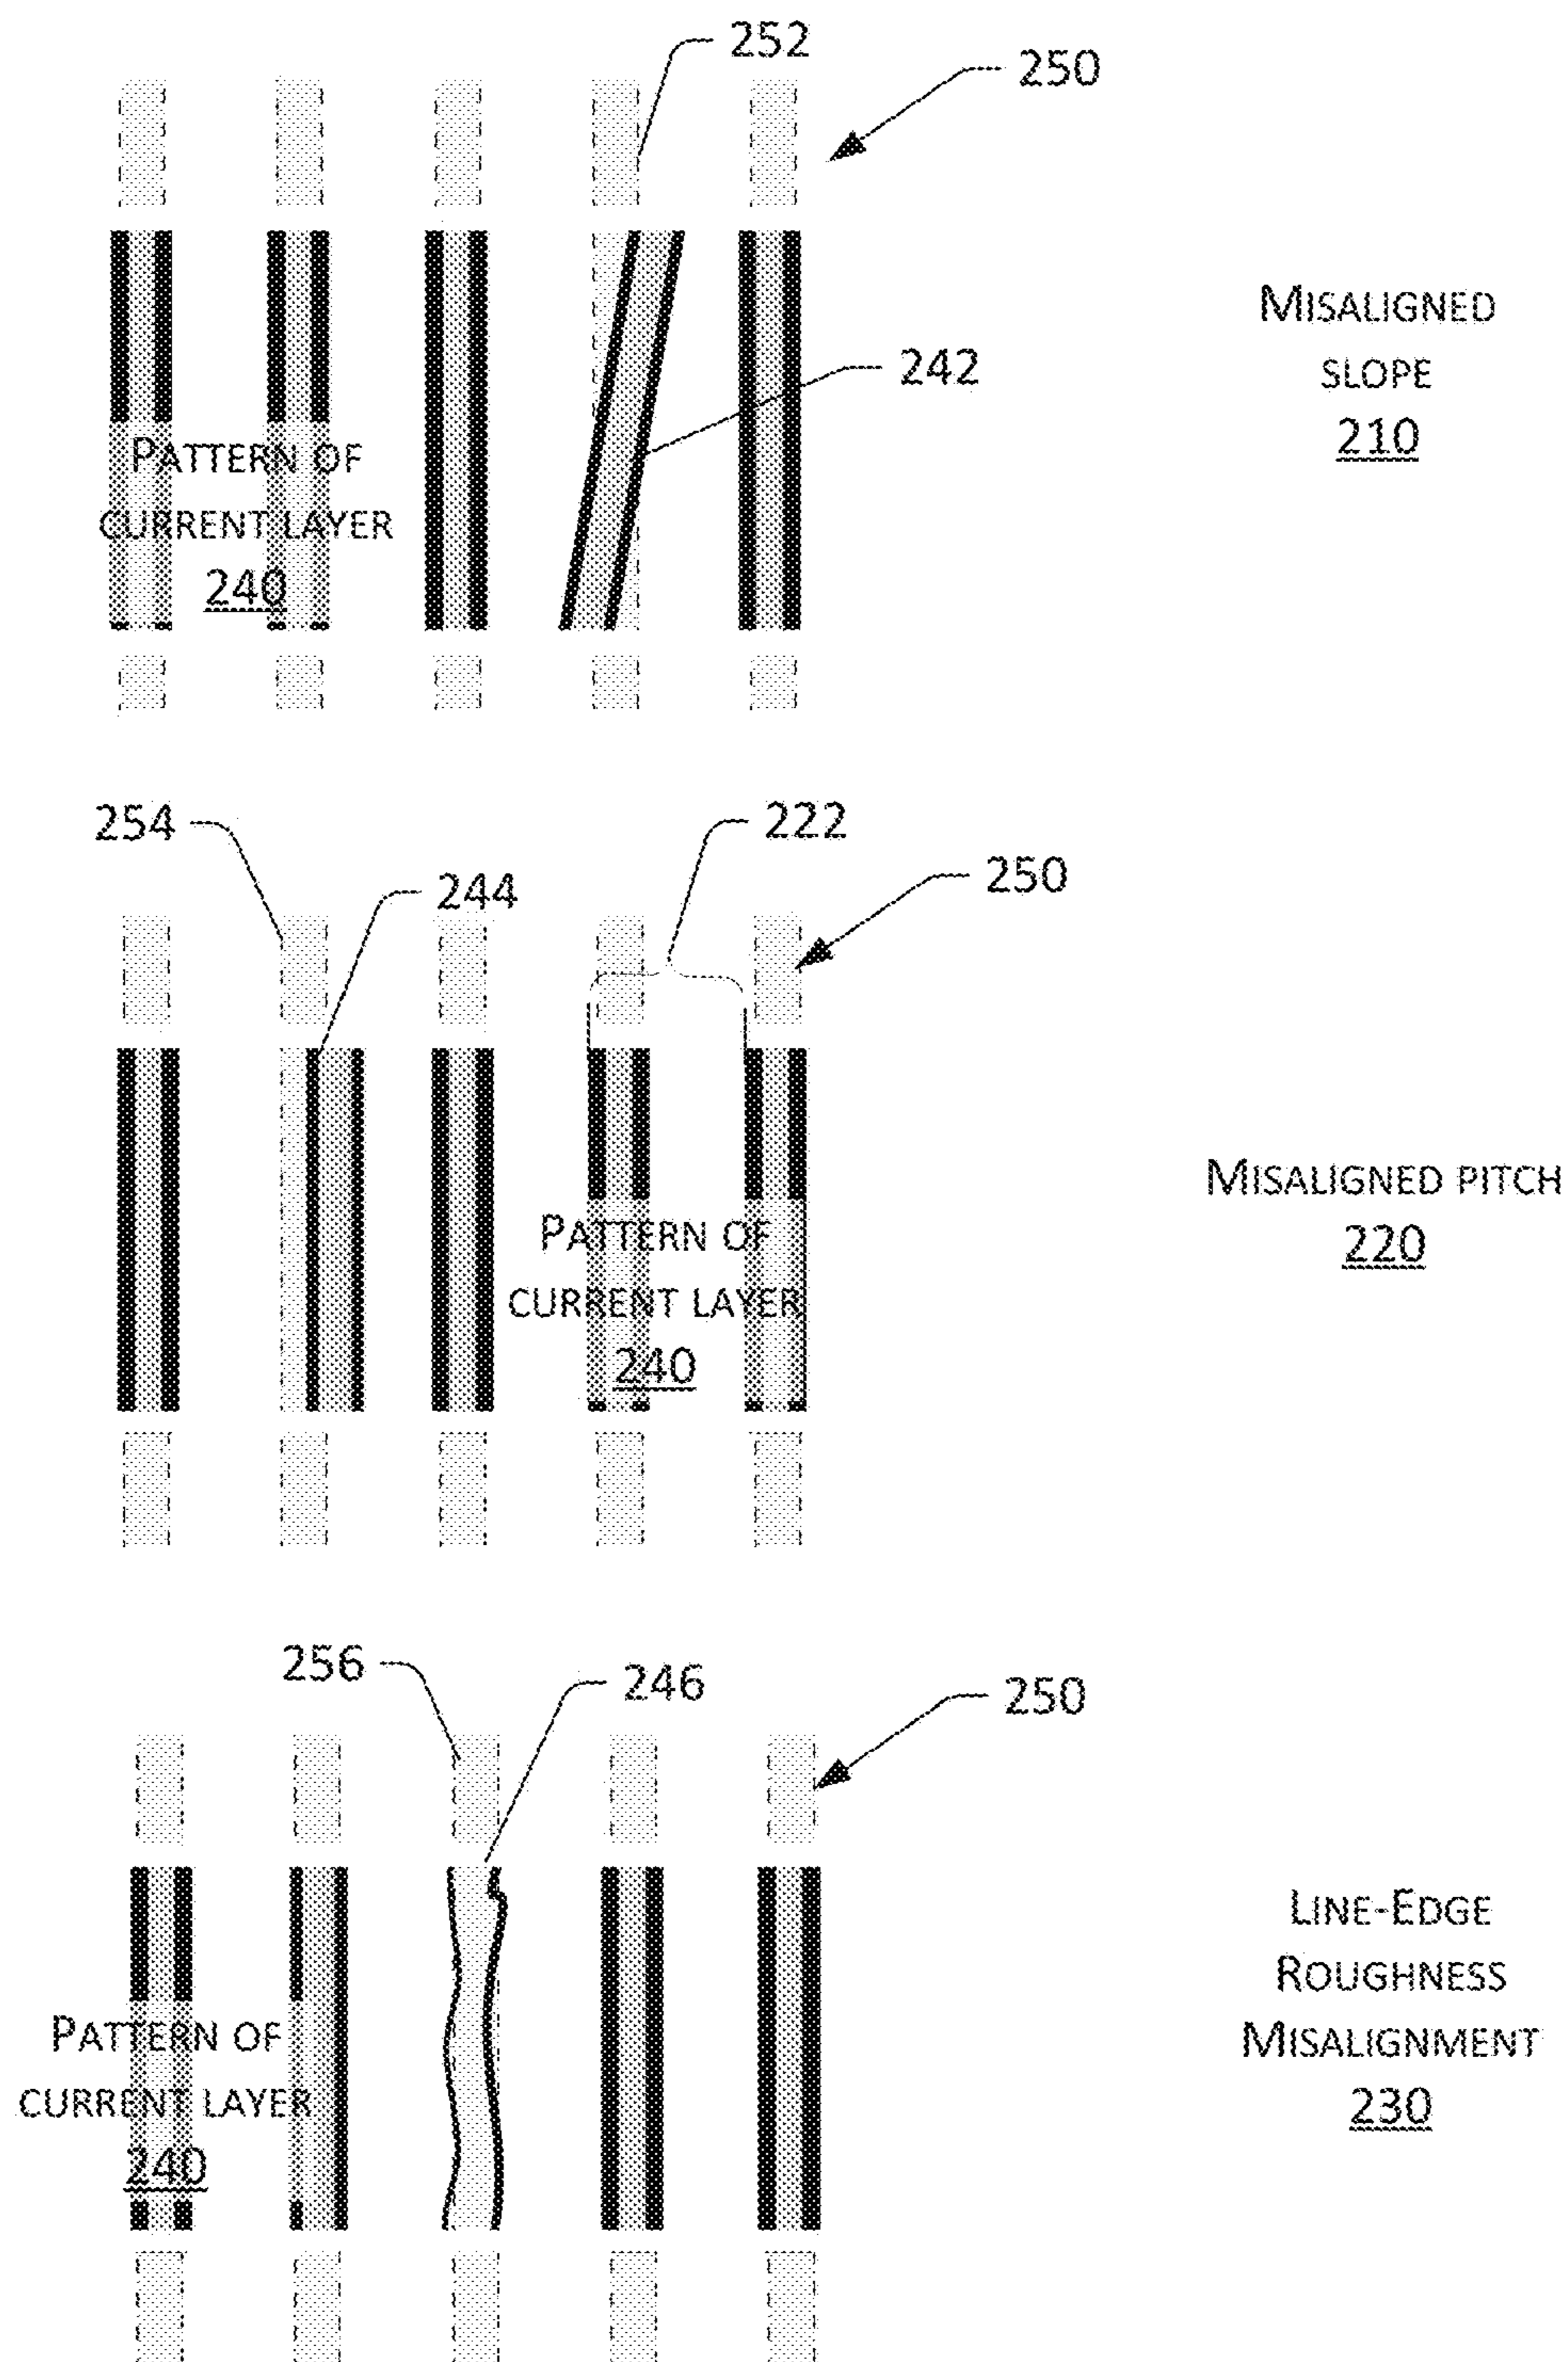 252
250
242
MISALIGNED
SLOPE
210
PATTERN OF
CURRENT LAYER
240
254
222
244
250
MISALIGNED PITCH
220
PATTERN OF
CURRENT LAYER
240
256
246
250
LINE-EDGE
ROUGHNESS
MISALIGNMENT
230
PATTERN OF
CURRENT LAYER
240